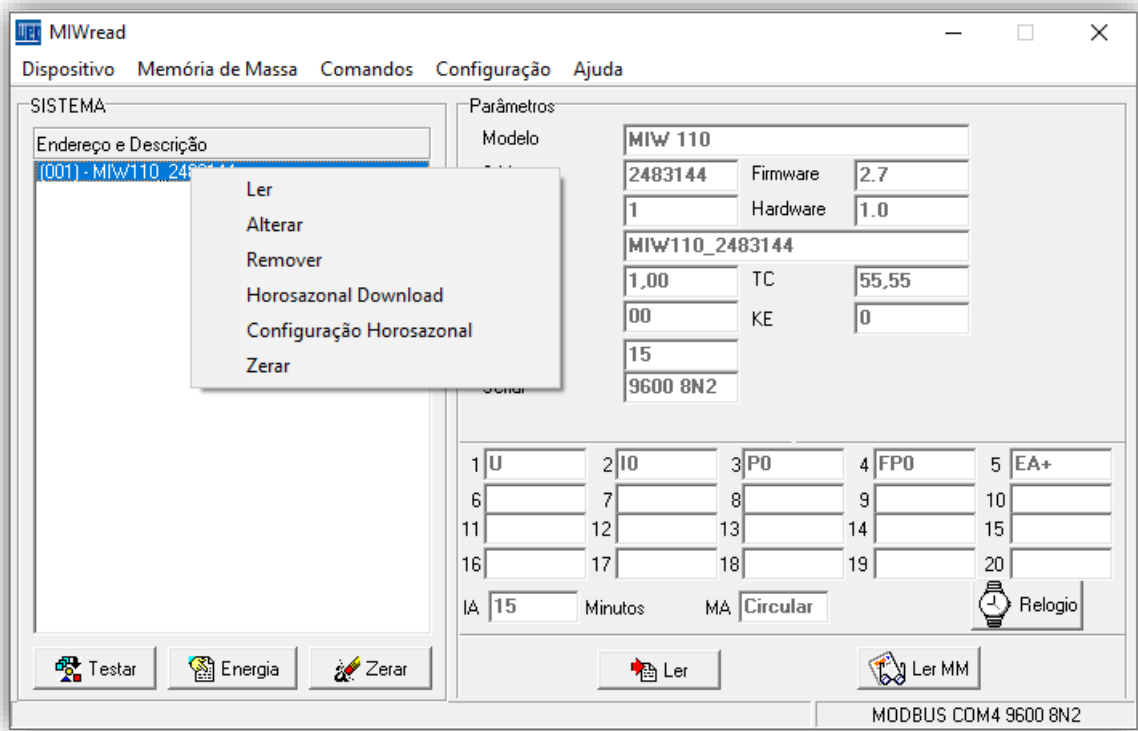 WEG MIWread
Dispositivo Memória de Massa Comandos Configuração Ajuda
SISTEMA
Endereço e Descrição
(001) - MIW110_2483144
Ler
Alterar
Remover
Horosazonal Download
Configuração Horosazonal
Zerar
Testar Energia Zerar
Parâmetros
Modelo MIW 110
2483144 Firmware 2.7
1 Hardware 1.0
MIW110_2483144
1,00 TC 55,55
00 KE 0
15
9600 8N2
1 U 2 I0 3 P0 4 FP0 5 EA+
6 7 8 9 10
11 12 13 14 15
16 17 18 19 20
IA 15 Minutos MA Circular Relogio
Ler Ler MM
MODBUS COM4 9600 8N2